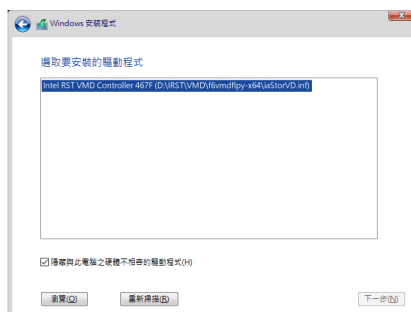 Windows 安裝程式
選取要安裝的驅動程式
Intel RST VMD Controller 467F (D:\IRST\VMD\f6vmdflpy-x64\iaStorVD.inf)
隱藏與此電腦之硬體不相容的驅動程式(H)
瀏覽(O)
重新掃描(R)
下一步(N)